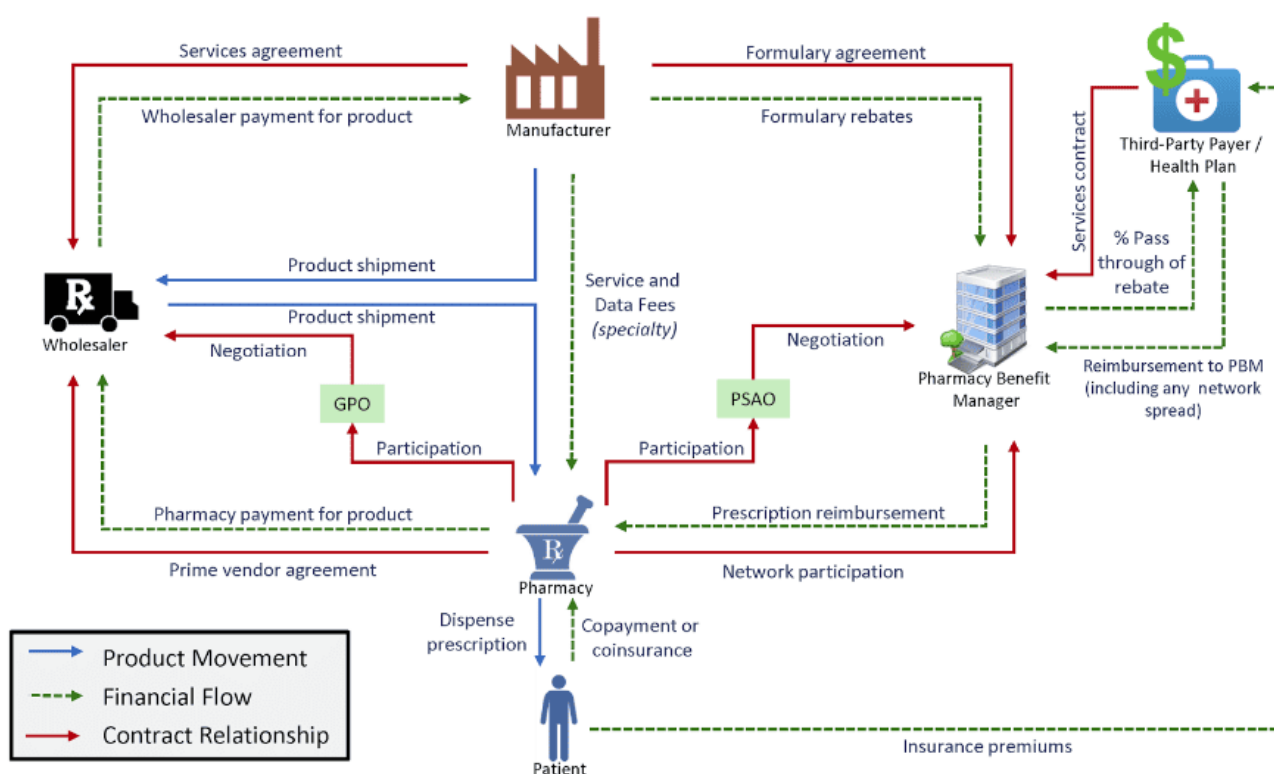 Services agreement
Formulary agreement
Wholesaler payment for product
Manufacturer
Formulary rebates
$
Third-Party Payer /
Health Plan
Services contract
% Pass
through of
rebate
Product shipment
Service and
Data Fees
(specialty)
Rx
Product shipment
Wholesaler
Negotiation
Negotiation
Pharmacy Benefit
Manager
Reimbursement to PBM
(including any network
spread)
GPO
PSAO
Participation
Participation
Pharmacy payment for product
Prescription reimbursement
Rx
Prime vendor agreement
Pharmacy
Network participation
Dispense
prescription
Copayment or
coinsurance
Product Movement
Financial Flow
Contract Relationship
Insurance premiums
Patient